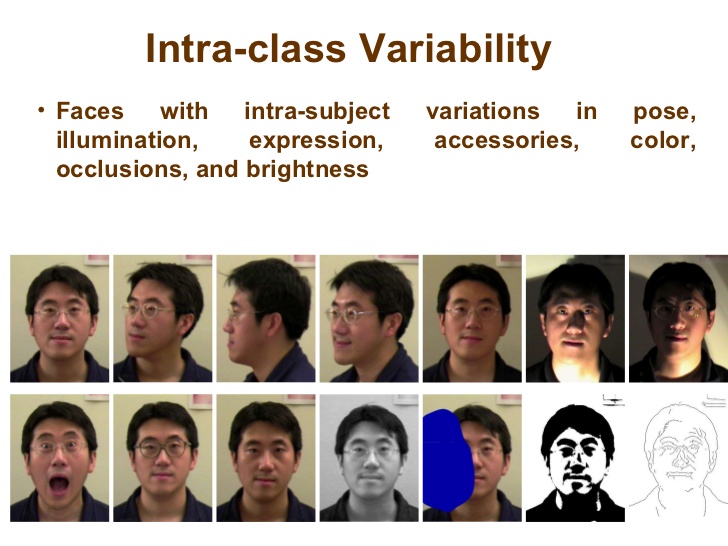 Intra-class Variability
• Faces with intra-subject variations in pose,
illumination, expression, accessories, color,
occlusions, and brightness